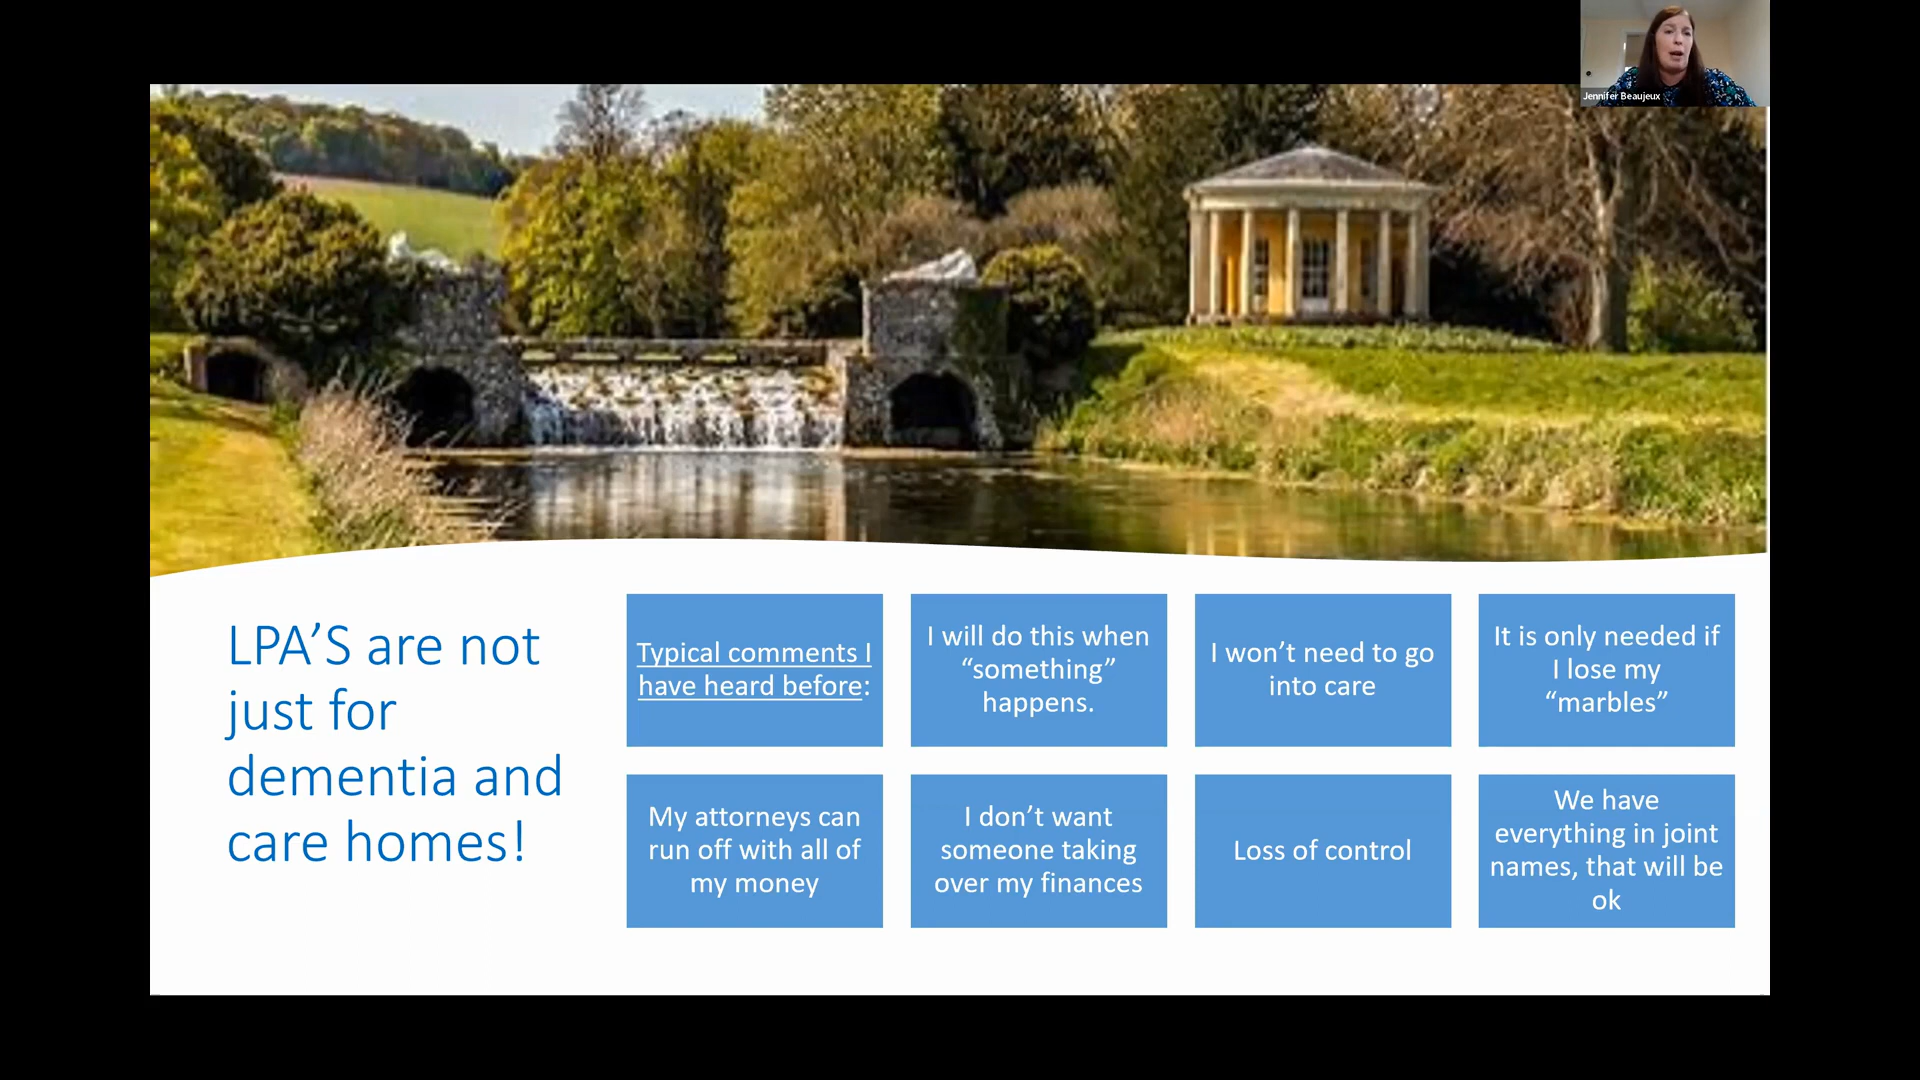 Jennifer Beaujeux
LPA’S are not
just for
dementia and
care homes!
Typical comments I
have heard before:
I will do this when
“something”
happens.
I won’t need to go
into care
It is only needed if
I lose my
“marbles”
My attorneys can
run off with all of
my money
I don’t want
someone taking
over my finances
Loss of control
We have
everything in joint
names, that will be
ok